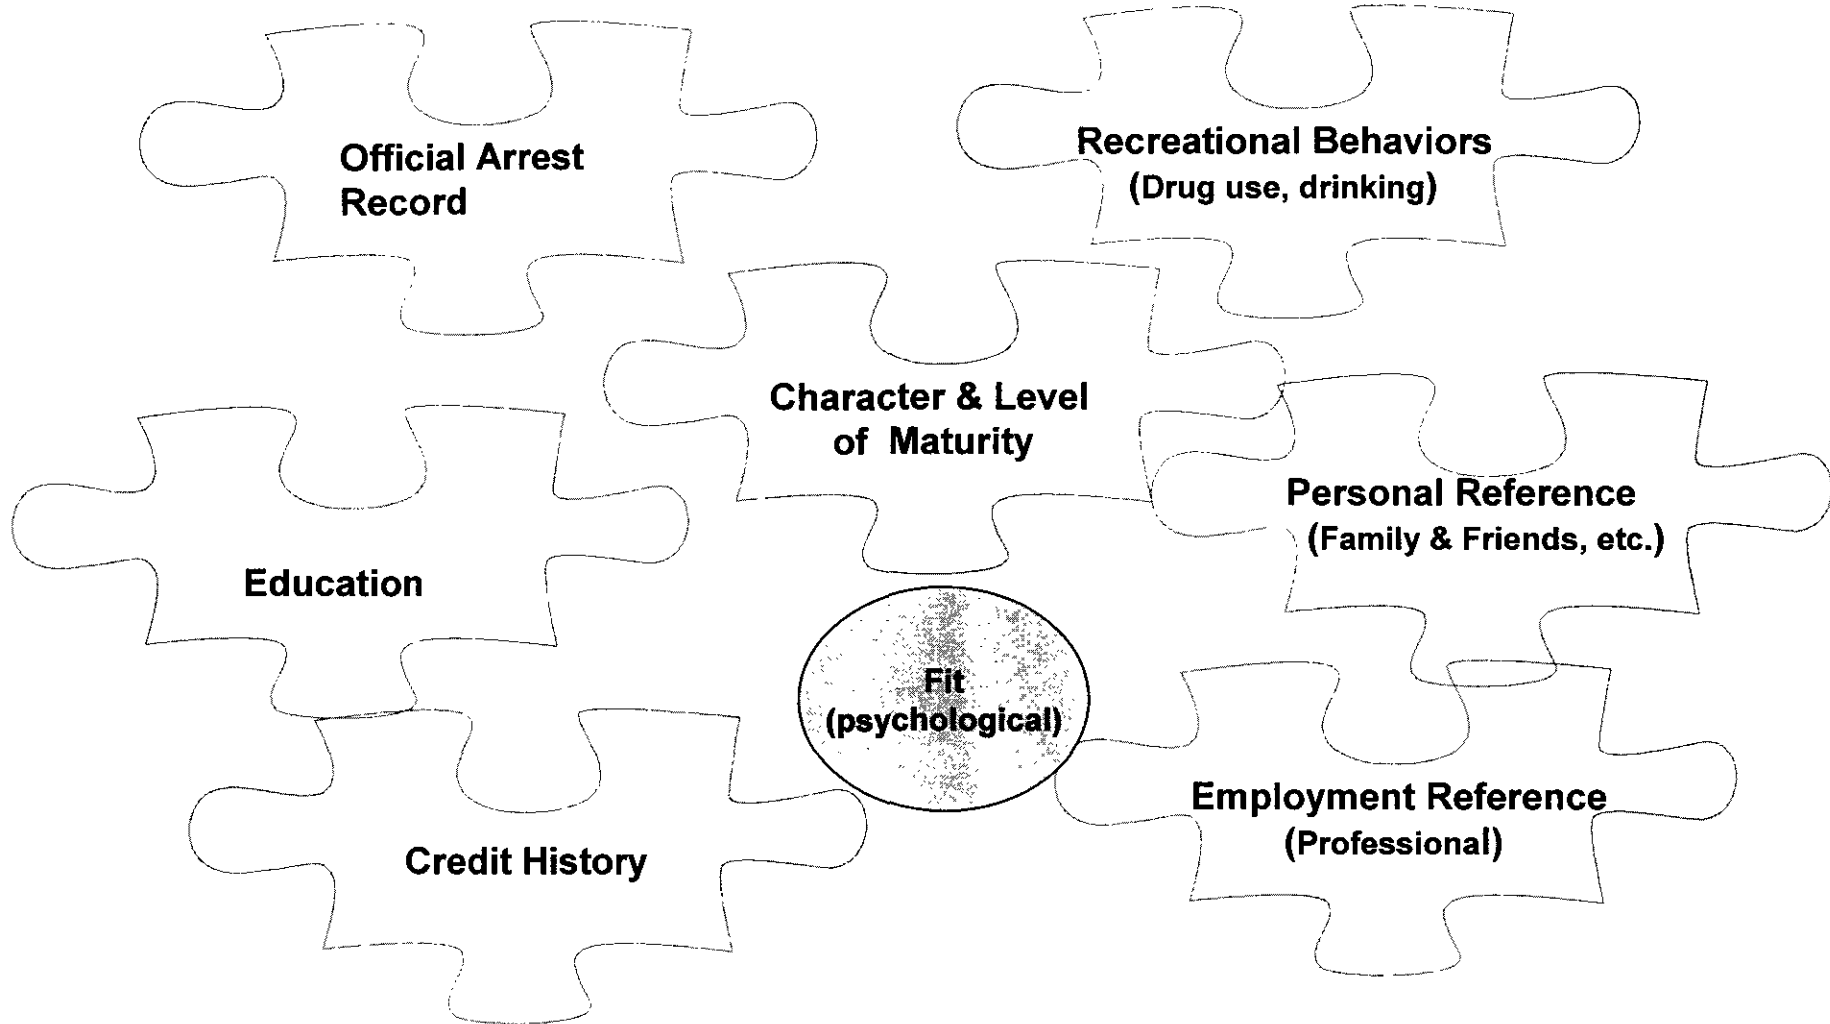 Official Arrest
Record
Recreational Behaviors
(Drug use, drinking)
Character & Level
of Maturity
Personal Reference
(Family & Friends, etc.)
Education
Fit
(psychological)
Employment Reference
(Professional)
Credit History